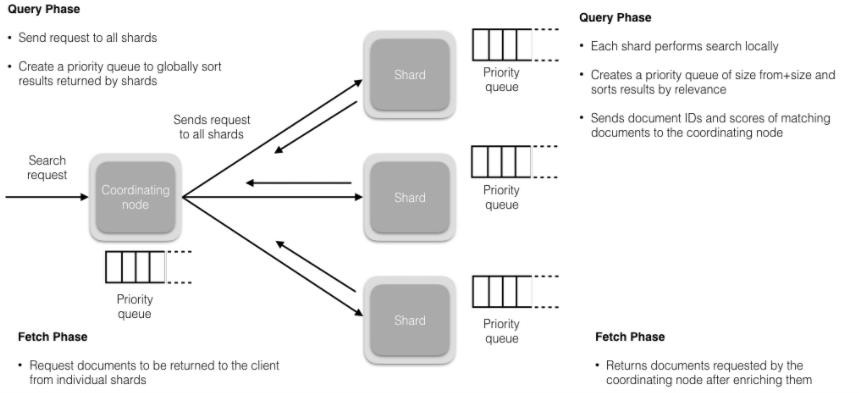 Query Phase
• Send request to all shards
• Create a priority queue to globally sort
results returned by shards
Sends request
to all shards
Search
request
Coordinating
node
Priority
queue
Fetch Phase
• Request documents to be returned to the client
from individual shards
Shard
Priority
queue
Shard
Priority
queue
Shard
Priority
queue
Query Phase
• Each shard performs search locally
• Creates a priority queue of size from+size and
sorts results by relevance
• Sends document IDs and scores of matching
documents to the coordinating node
Fetch Phase
• Returns documents requested by the
coordinating node after enriching them